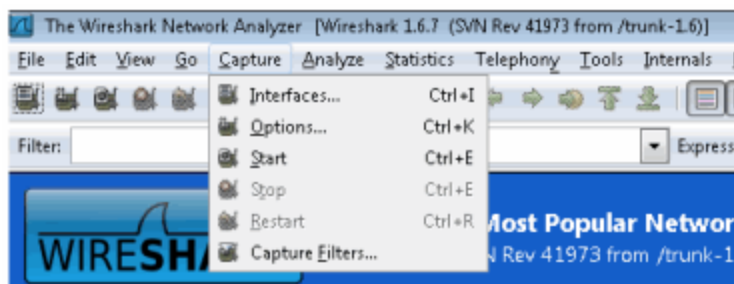 The Wireshark Network Analyzer [Wireshark 1.6.7 (SVN Rev 41973 from /trunk-1.6)]
File Edit View Go Capture Analyze Statistics Telephony Tools Internals
Interfaces... Ctrl+I
Options... Ctrl+K
Filter: Express
Start Ctrl+E
Stop Ctrl+E
Restart Ctrl+R
Capture Filters...
WIRESHA
Most Popular Networ
N Rev 41973 from /trunk-1